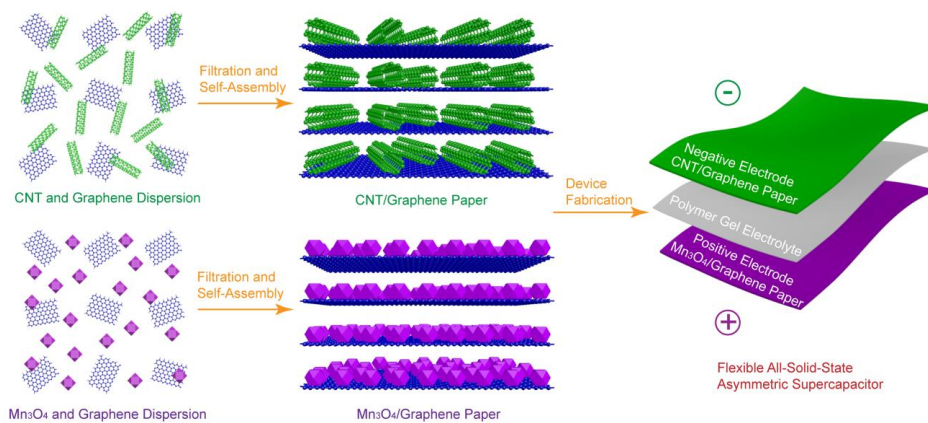 Filtration and
Self-Assembly
CNT and Graphene Dispersion
CNT/Graphene Paper
Filtration and
Self-Assembly
Mn₃O₄ and Graphene Dispersion
Mn₃O₄/Graphene Paper
Device
Fabrication
-
Negative Electrode
CNT/Graphene Paper
Polymer Gel Electrolyte
Positive Electrode
Mn₃O₄/Graphene Paper
+
Flexible All-Solid-State
Asymmetric Supercapacitor